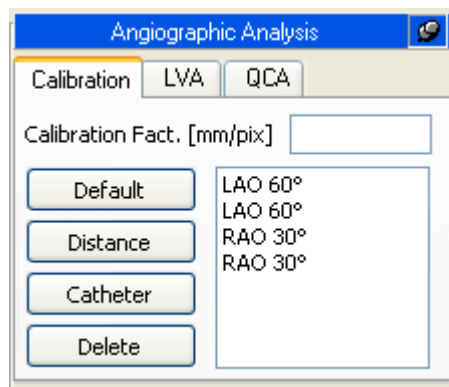 Angiographic Analysis
Calibration LVA QCA
Calibration Fact. [mm/pix]
Default
Distance
Catheter
Delete
LAO 60°
LAO 60°
RAO 30°
RAO 30°